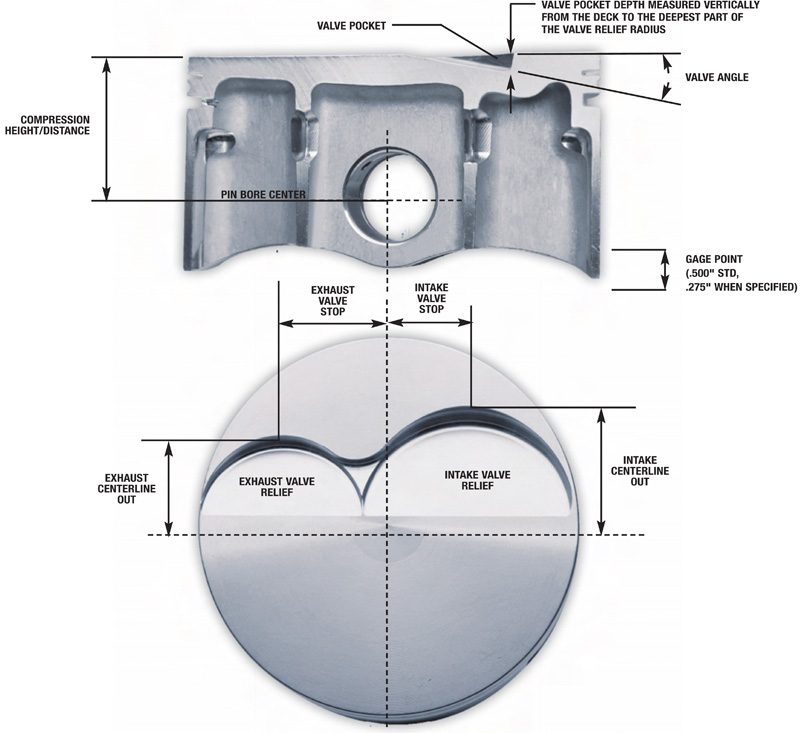 VALVE POCKET DEPTH MEASURED VERTICALLY
FROM THE DECK TO THE DEEPEST PART OF
THE VALVE RELIEF RADIUS
VALVE POCKET
VALVE ANGLE
COMPRESSION
HEIGHT/DISTANCE
PIN BORE CENTER
GAGE POINT
(.500" STD,
.275" WHEN SPECIFIED)
EXHAUST
VALVE
STOP
INTAKE
VALVE
STOP
EXHAUST
CENTERLINE
OUT
EXHAUST VALVE
RELIEF
INTAKE VALVE
RELIEF
INTAKE
CENTERLINE
OUT